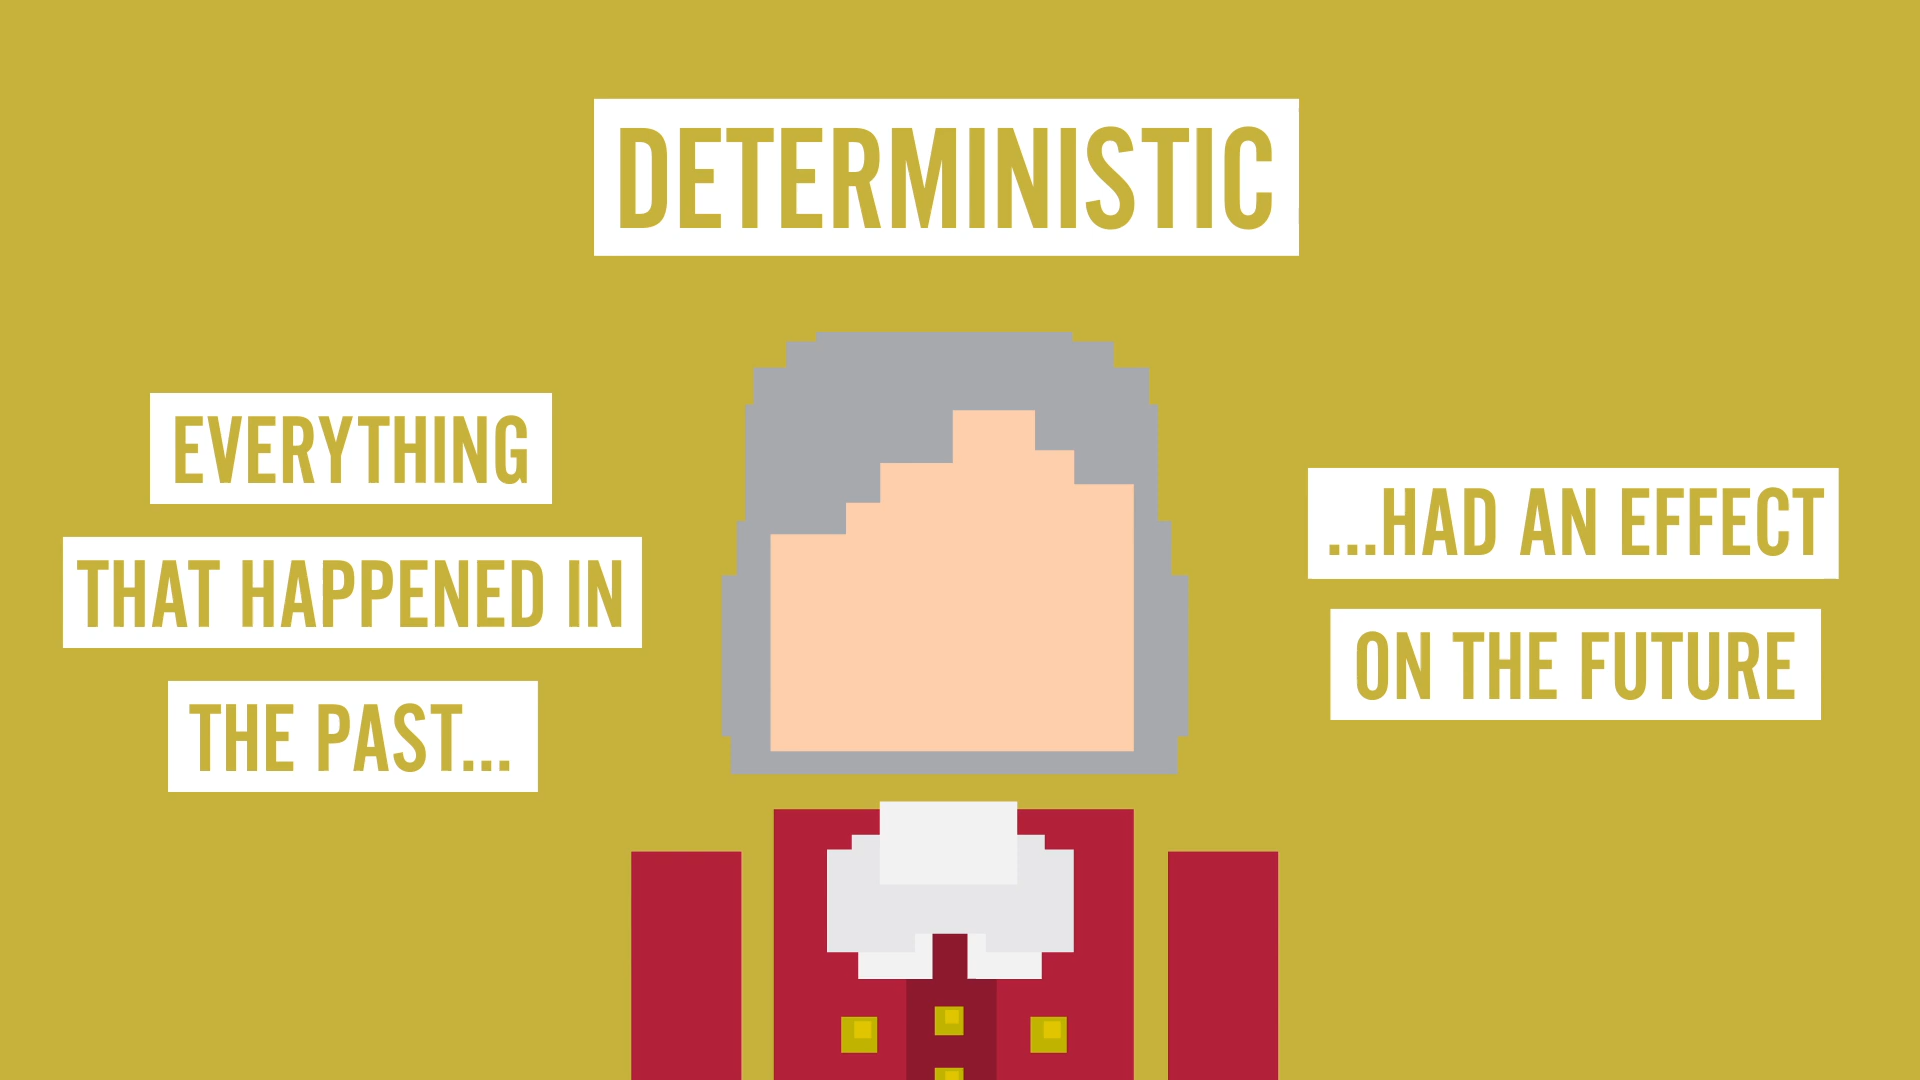 DETERMINISTIC
EVERYTHING
THAT HAPPENED IN
THE PAST...
...HAD AN EFFECT
ON THE FUTURE